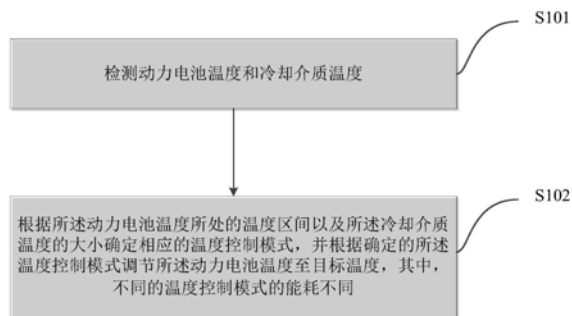 S101
检测动力电池温度和冷却介质温度
S102
根据所述动力电池温度所处的温度区间以及所述冷却介质
温度的大小确定相应的温度控制模式，并根据确定的所述
温度控制模式调节所述动力电池温度至目标温度，其中，
不同的温度控制模式的能耗不同